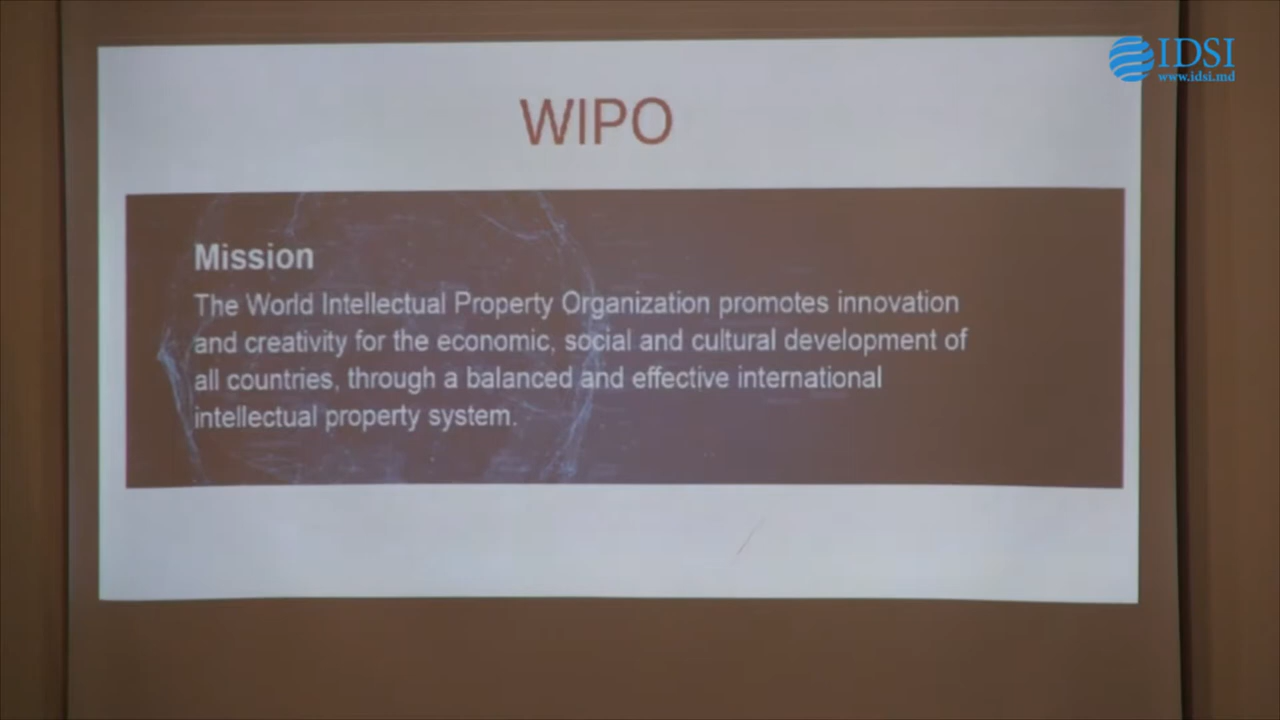 IDSI
www.idsi.md
WIPO
Mission
The World Intellectual Property Organization promotes innovation
and creativity for the economic, social and cultural development of
all countries, through a balanced and effective international
intellectual property system.